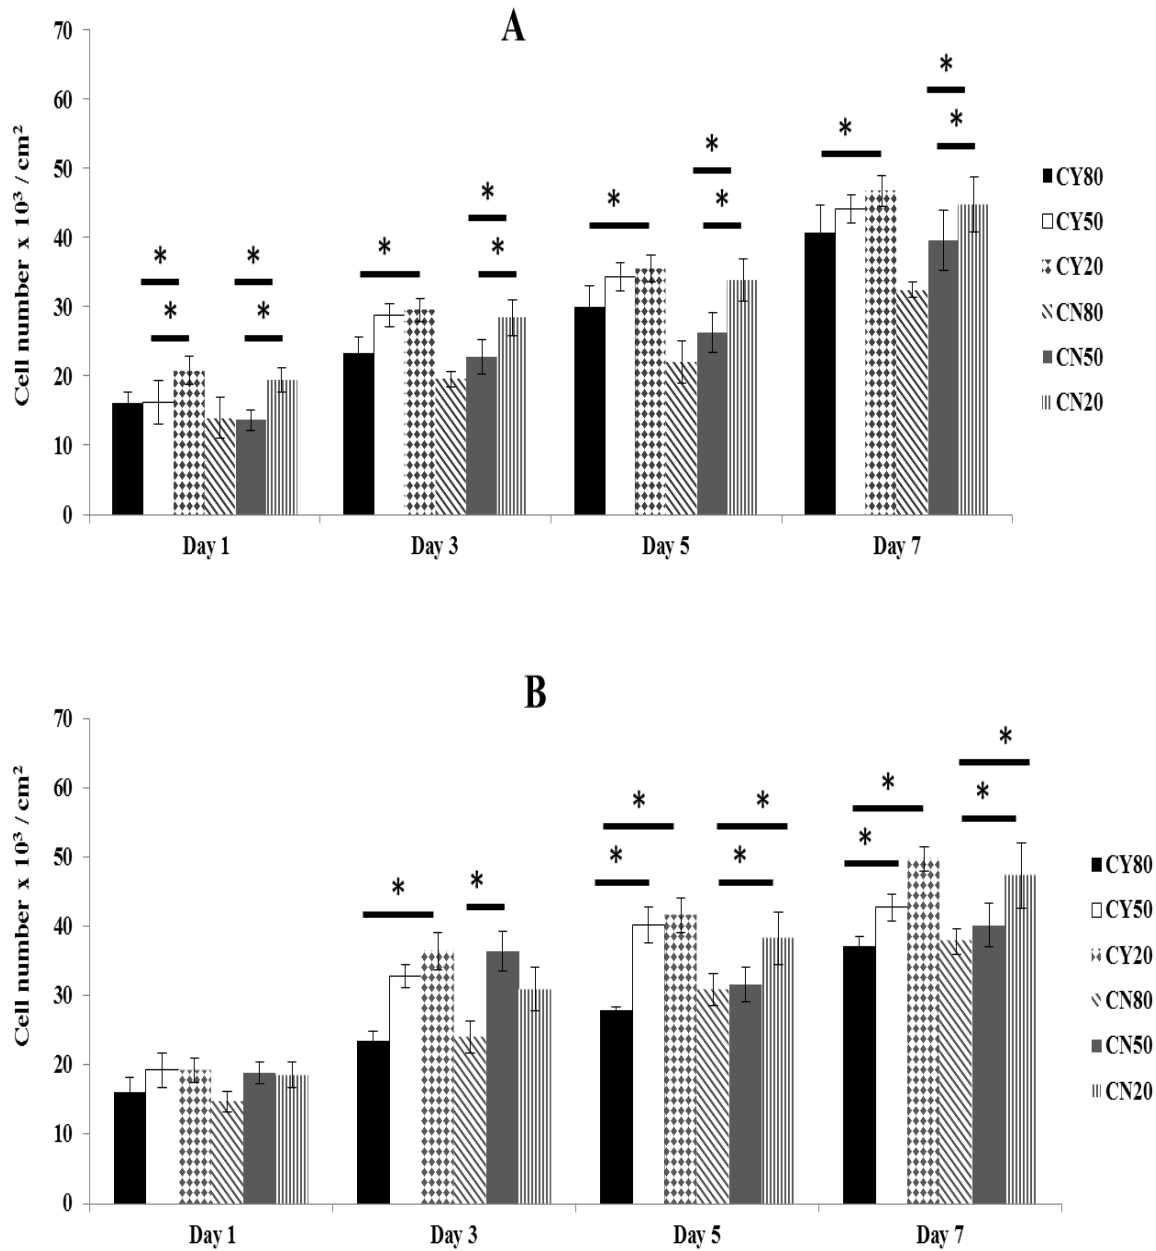 A
70
60
50
40
30
20
10
0
Cell number x 10³ / cm²
* * * * * * * * * * * * * *
Day 1 Day 3 Day 5 Day 7
CY80
CY50
CY20
CN80
CN50
CN20
B
70
60
50
40
30
20
10
0
Cell number x 10³ / cm²
* * * * * * * * * *
Day 1 Day 3 Day 5 Day 7
CY80
CY50
CY20
CN80
CN50
CN20